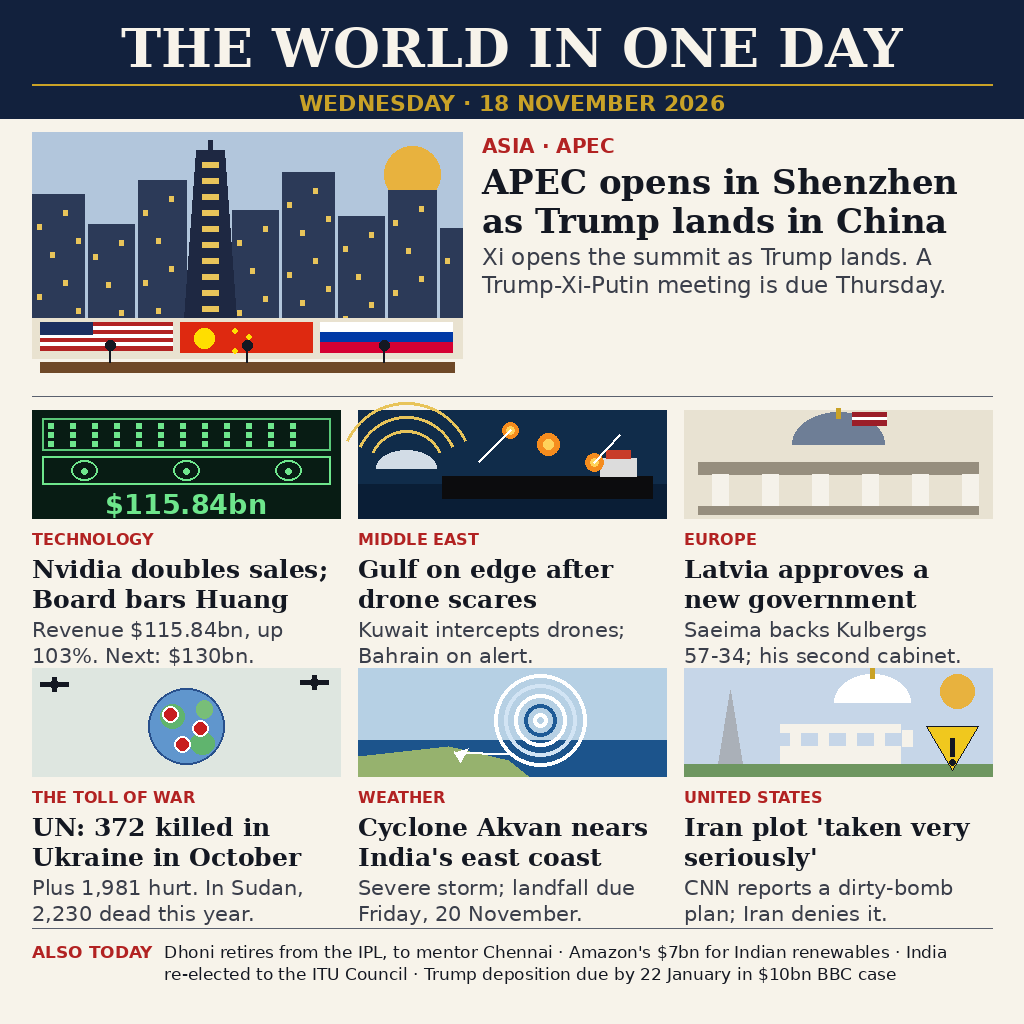 THE WORLD IN ONE DAY
WEDNESDAY · 18 NOVEMBER 2026
ASIA · APEC
APEC opens in Shenzhen
as Trump lands in China
Xi opens the summit as Trump lands. A
Trump-Xi-Putin meeting is due Thursday.
$115.84bn
TECHNOLOGY
Nvidia doubles sales;
Board bars Huang
Revenue $115.84bn, up
103%. Next: $130bn.
MIDDLE EAST
Gulf on edge after
drone scares
Kuwait intercepts drones;
Bahrain on alert.
EUROPE
Latvia approves a
new government
Saeima backs Kulbergs
57-34; his second cabinet.
THE TOLL OF WAR
UN: 372 killed in
Ukraine in October
Plus 1,981 hurt. In Sudan,
2,230 dead this year.
WEATHER
Cyclone Akvan nears
India's east coast
Severe storm; landfall due
Friday, 20 November.
UNITED STATES
Iran plot 'taken very
seriously'
CNN reports a dirty-bomb
plan; Iran denies it.
ALSO TODAY Dhoni retires from the IPL, to mentor Chennai · Amazon's $7bn for Indian renewables · India
re-elected to the ITU Council · Trump deposition due by 22 January in $10bn BBC case